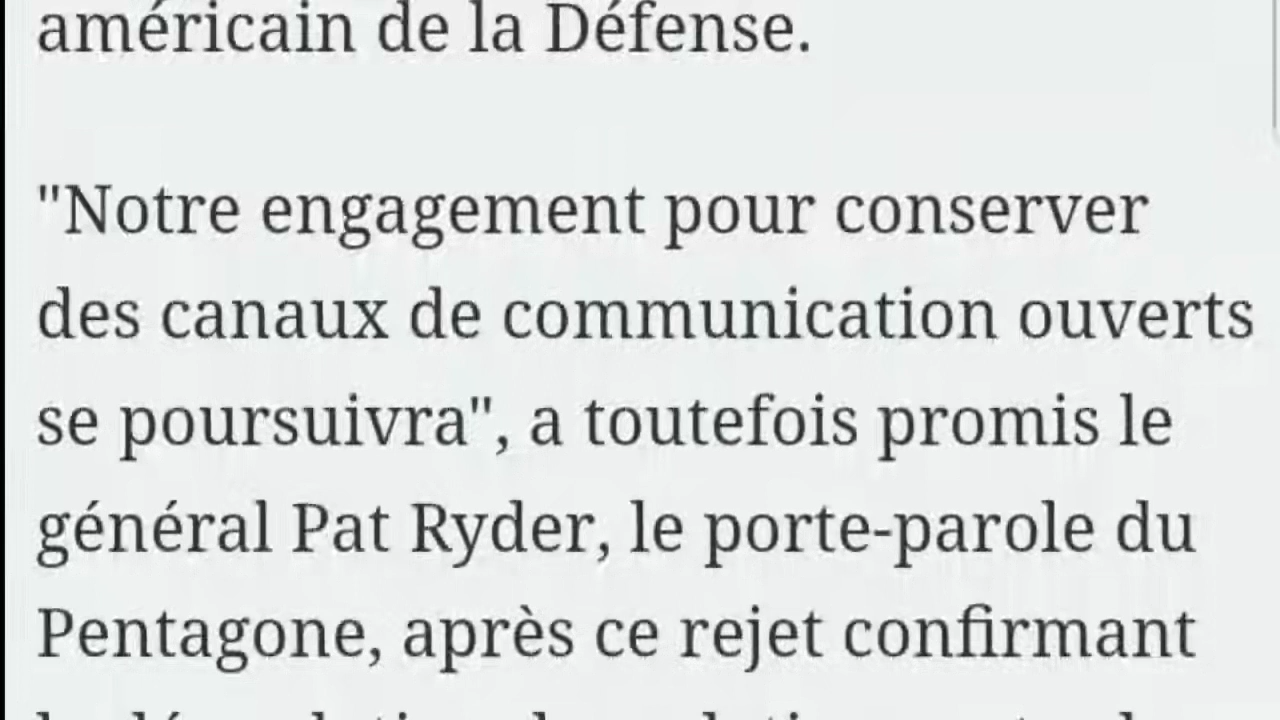 américain de la Défense.
"Notre engagement pour conserver
des canaux de communication ouverts
se poursuivra", a toutefois promis le
général Pat Ryder, le porte-parole du
Pentagone, après ce rejet confirmant